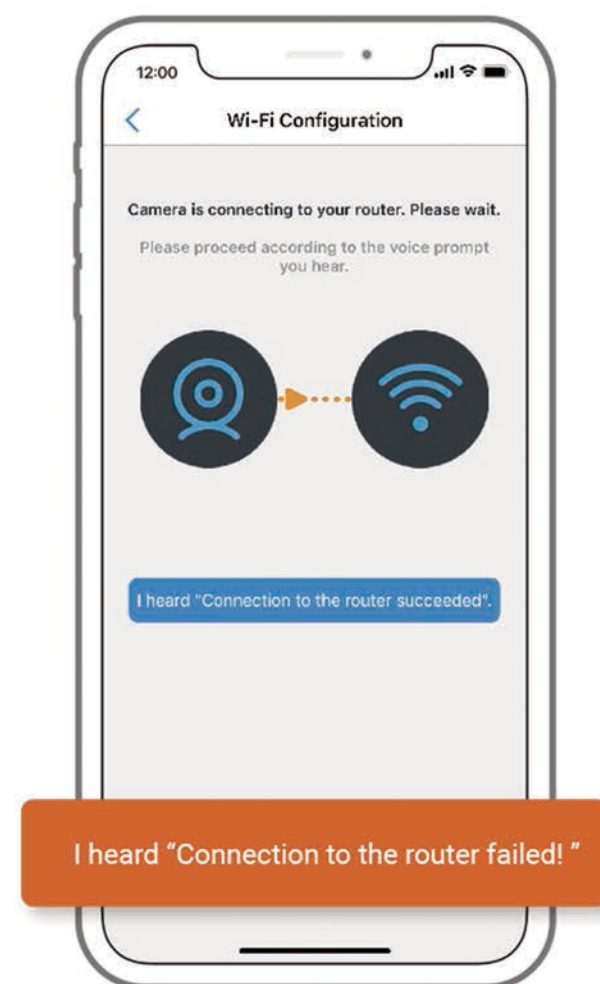 12:00
Wi-Fi Configuration
Camera is connecting to your router. Please wait.
Please proceed according to the voice prompt
you hear.
I heard "Connection to the router succeeded".
I heard “Connection to the router failed! ”